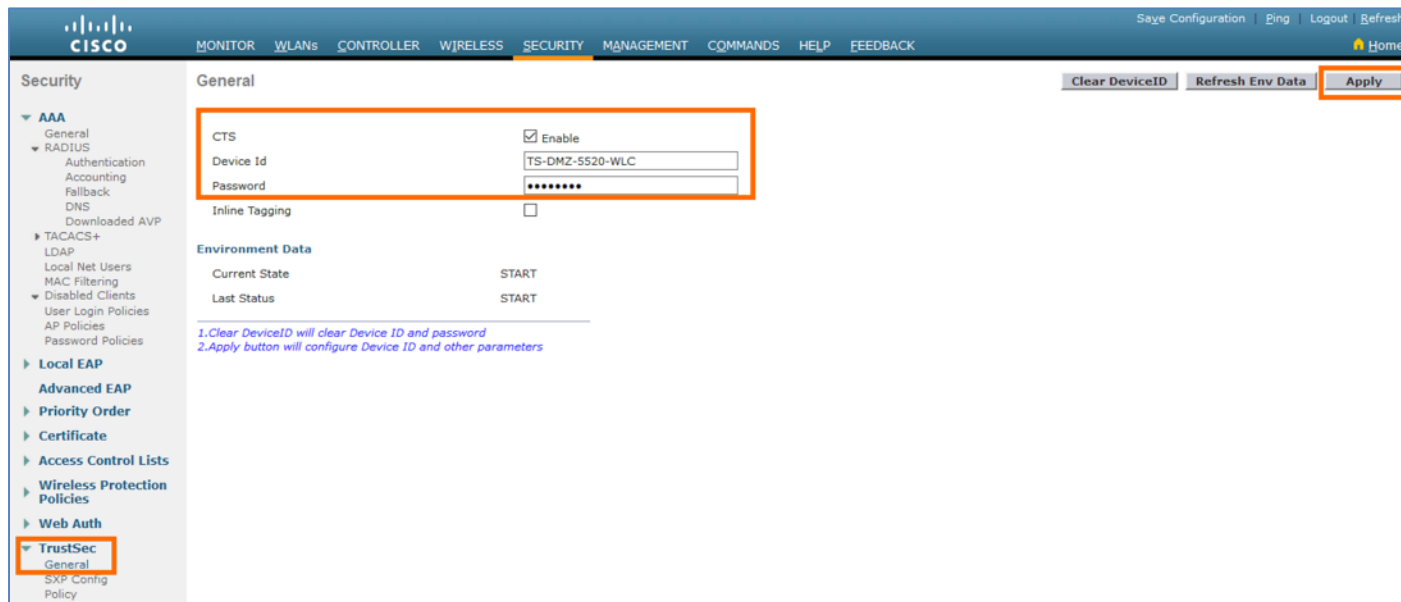 Save Configuration | Ping | Logout | Refresh
CISCO
MONITOR WLANs CONTROLLER WIRELESS SECURITY MANAGEMENT COMMANDS HELP FEEDBACK
Home
Security
General
Clear DeviceID
Refresh Env Data
Apply
AAA
General
RADIUS
Authentication
Accounting
Fallback
DNS
Downloaded AVP
TACACS+
LDAP
Local Net Users
MAC Filtering
Disabled Clients
User Login Policies
AP Policies
Password Policies
Local EAP
Advanced EAP
Priority Order
Certificate
Access Control Lists
Wireless Protection
Policies
Web Auth
TrustSec
General
SXP Config
Policy
CTS Enable
Device Id TS-DMZ-5520-WLC
Password ••••••••
Inline Tagging
Environment Data
Current State START
Last Status START
1.Clear DeviceID will clear Device ID and password
2.Apply button will configure Device ID and other parameters